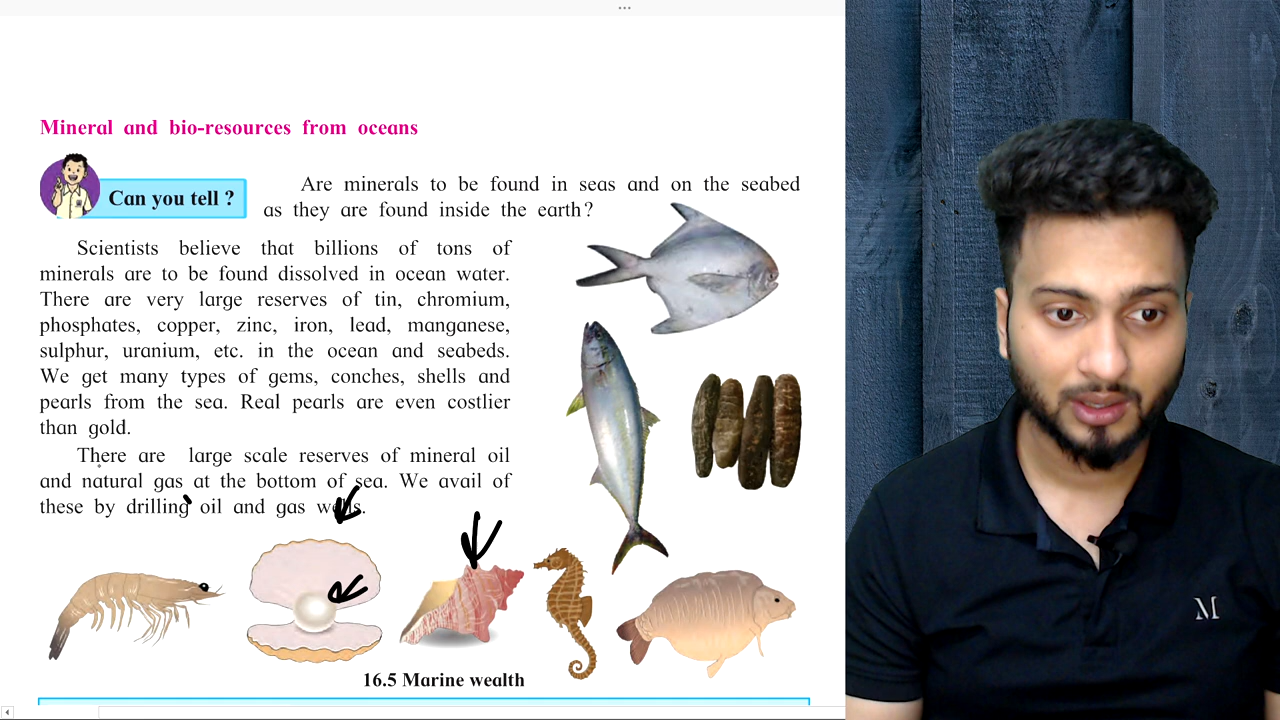 Mineral and bio-resources from oceans
Can you tell ?
Are minerals to be found in seas and on the seabed
as they are found inside the earth?
Scientists believe that billions of tons of
minerals are to be found dissolved in ocean water.
There are very large reserves of tin, chromium,
phosphates, copper, zinc, iron, lead, manganese,
sulphur, uranium, etc. in the ocean and seabeds.
We get many types of gems, conches, shells and
pearls from the sea. Real pearls are even costlier
than gold.
There are large scale reserves of mineral oil
and natural gas at the bottom of sea. We avail of
these by drilling oil and gas wells.
16.5 Marine wealth
M